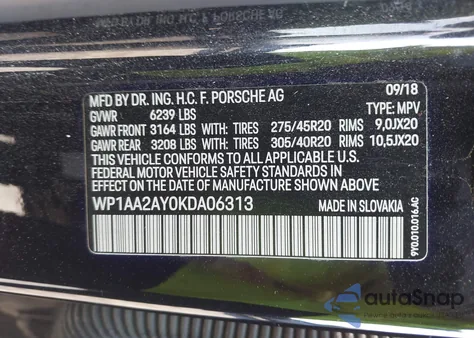 MFD BY DR. ING. H.C. F. PORSCHE AG 09/18
GVWR 6239 LBS TYPE: MPV
GAWR FRONT 3164 LBS WITH: TIRES 275/45R20 RIMS 9,0JX20
GAWR REAR 3208 LBS WITH: TIRES 305/40R20 RIMS 10,5JX20
THIS VEHICLE CONFORMS TO ALL APPLICABLE U.S.
FEDERAL MOTOR VEHICLE SAFETY STANDARDS IN
EFFECT ON THE DATE OF MANUFACTURE SHOWN ABOVE.
WP1AA2AY0KDA06313 MADE IN SLOVAKIA
9Y0.010.016.AC
autoSnap